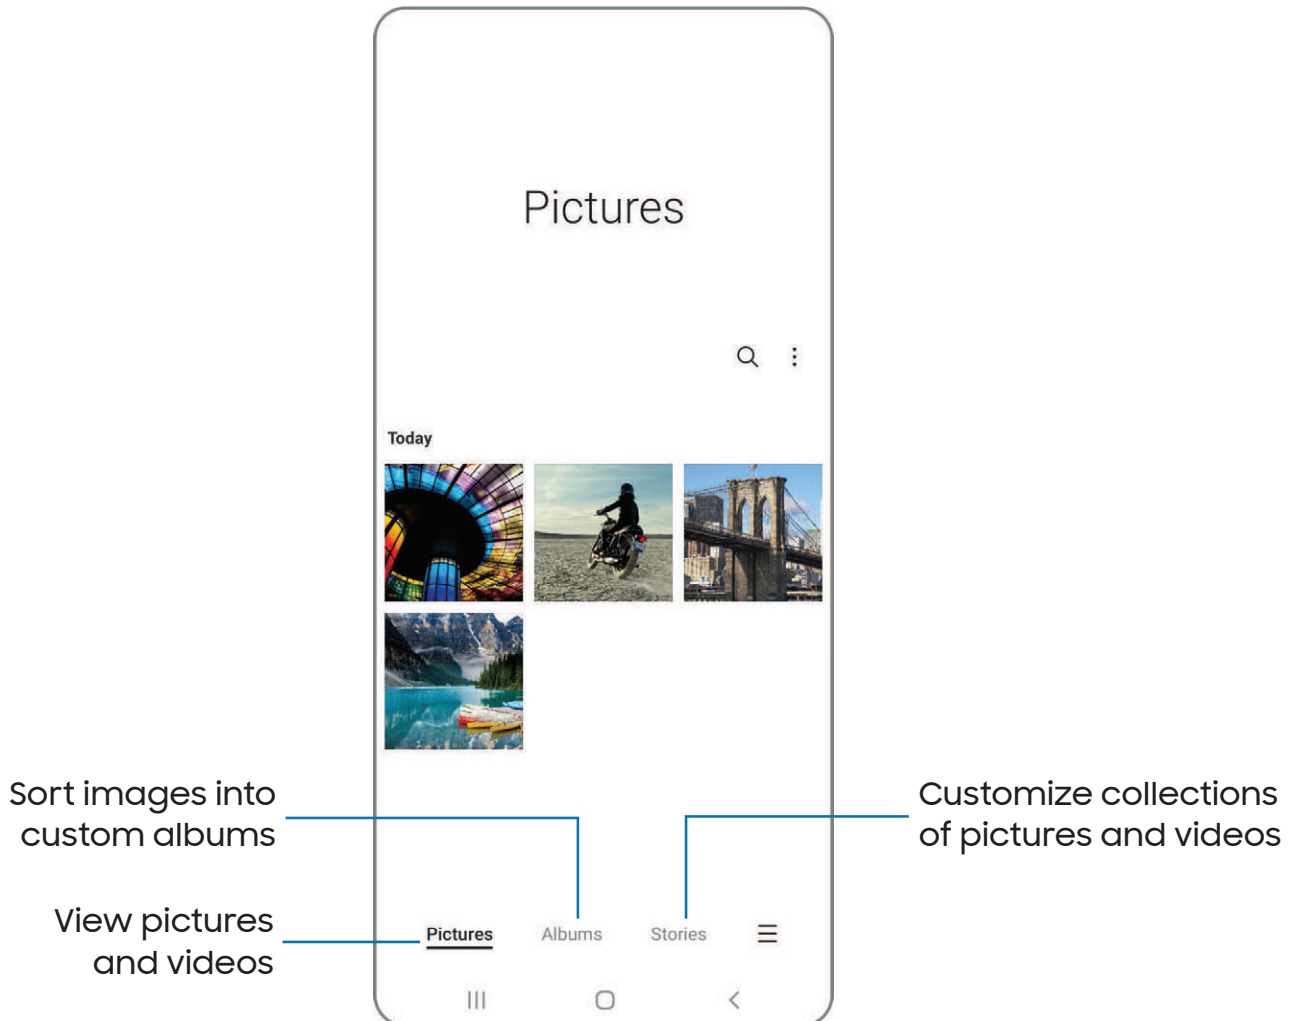 Pictures
Today
Sort images into
custom albums
Customize collections
of pictures and videos
View pictures
and videos
Pictures Albums Stories